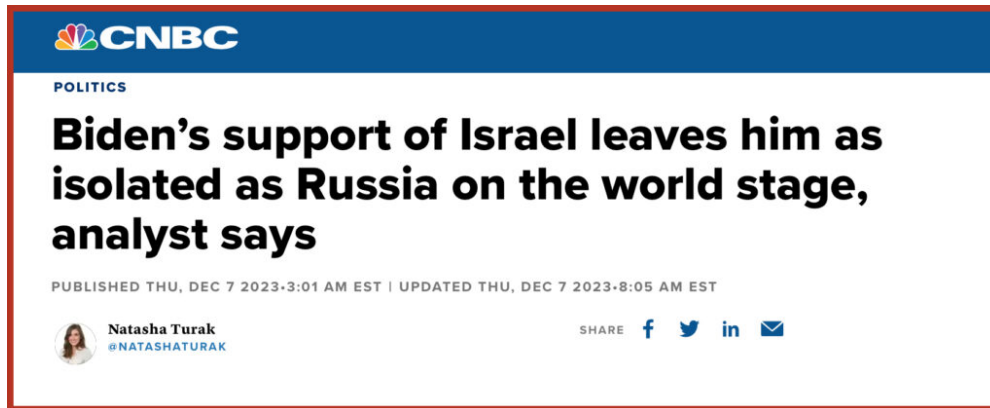 CNBC
POLITICS
Biden’s support of Israel leaves him as
isolated as Russia on the world stage,
analyst says
PUBLISHED THU, DEC 7 2023•3:01 AM EST | UPDATED THU, DEC 7 2023•8:05 AM EST
Natasha Turak
@NATASHATURAK
SHARE f in